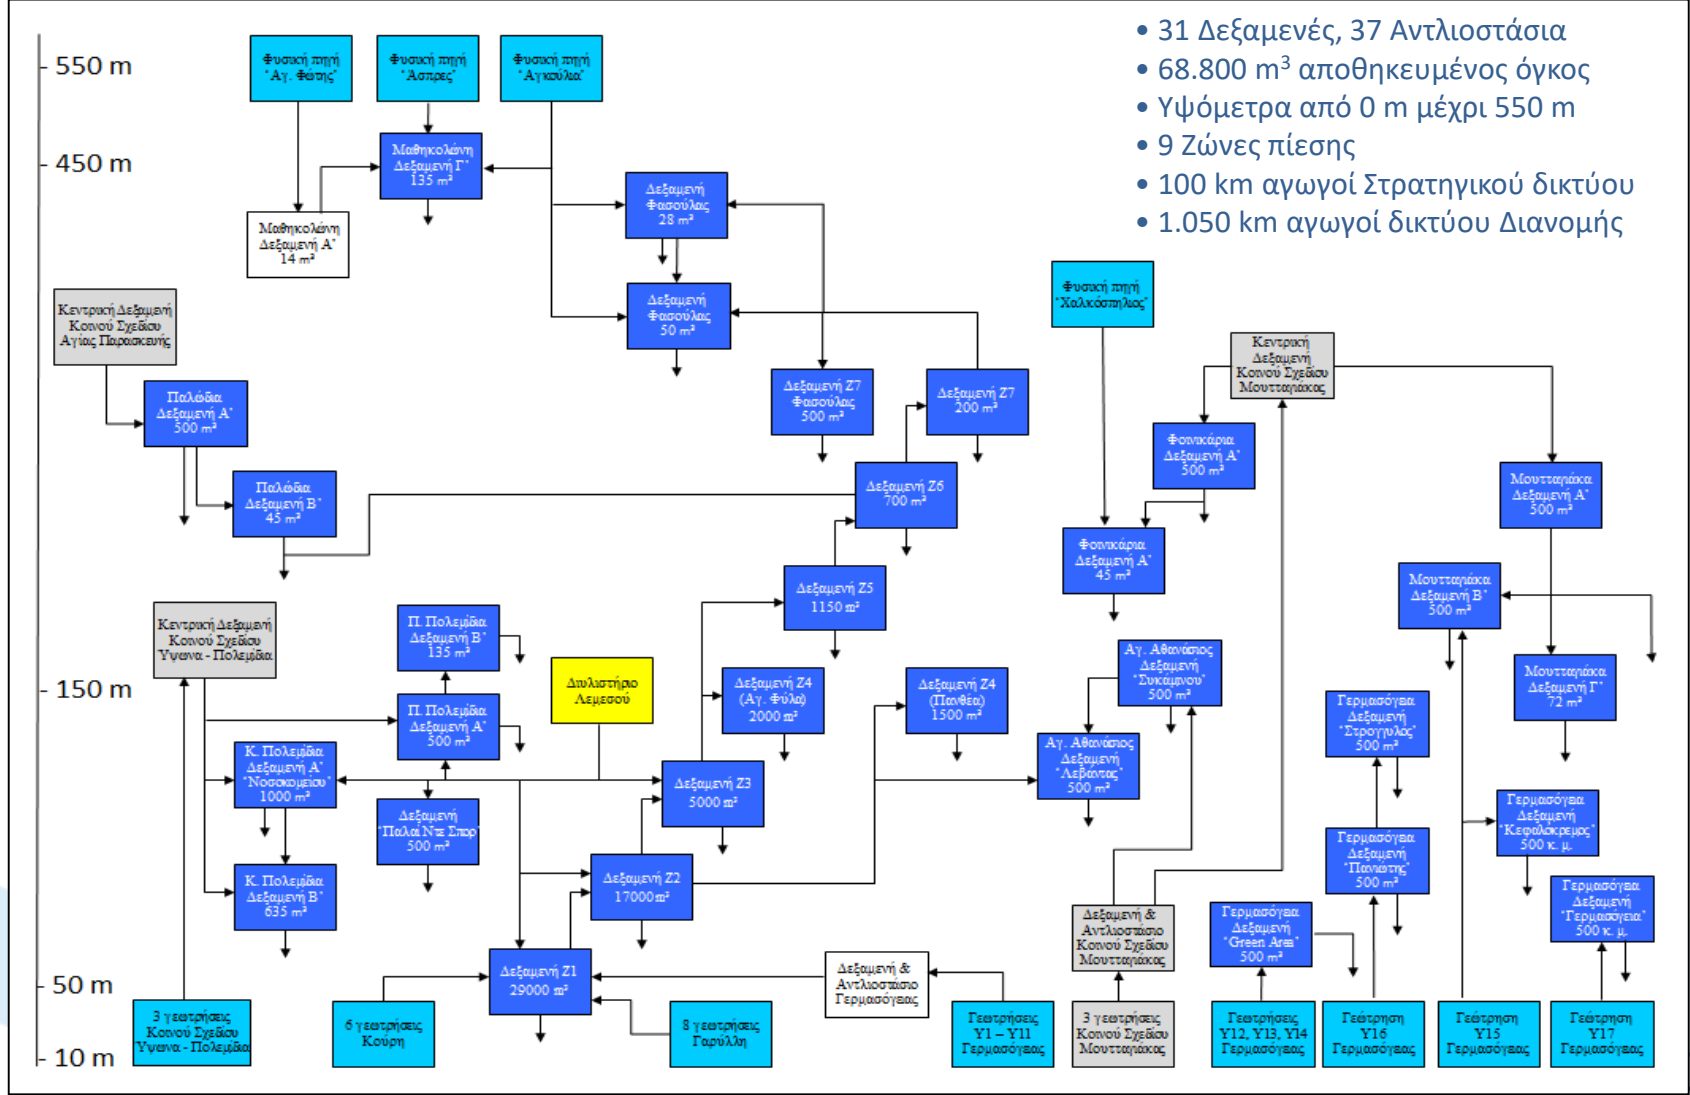 • 31 Δεξαμενές, 37 Αντλιοστάσια
• 68.800 m³ αποθηκευμένος όγκος
• Υψόμετρα από 0 m μέχρι 550 m
• 9 Ζώνες πίεσης
• 100 km αγωγοί Στρατηγικού δικτύου
• 1.050 km αγωγοί δικτύου Διανομής
- 550 m
- 450 m
- 150 m
- 50 m
- 10 m
Φυσική πηγή
"Αγ. Φώτης"
Φυσική πηγή
"Άσπρες"
Φυσική πηγή
"Αγκούλια"
Μαθηκολώνη
Δεξαμενή Γ'
135 m³
Μαθηκολώνη
Δεξαμενή Α'
14 m³
Δεξαμενή
Φασούλας
28 m³
Δεξαμενή
Φασούλας
50 m³
Κεντρική Δεξαμενή
Κοινού Σχεδίου
Αγίας Παρασκευής
Παλώδια
Δεξαμενή Α'
500 m³
Παλώδια
Δεξαμενή Β'
45 m³
Δεξαμενή Ζ7
Φασούλας
500 m³
Δεξαμενή Ζ7
200 m³
Δεξαμενή Ζ6
700 m³
Δεξαμενή Ζ5
1150 m³
Φυσική πηγή
"Χαλκόσπηλιος"
Κεντρική
Δεξαμενή
Κοινού Σχεδίου
Μουτταγιάκας
Φοινικάρια
Δεξαμενή Α'
500 m³
Φοινικάρια
Δεξαμενή Α'
45 m³
Μουτταγιάκα
Δεξαμενή Α'
500 m³
Μουτταγιάκα
Δεξαμενή Β'
500 m³
Μουτταγιάκα
Δεξαμενή Γ'
72 m³
Κεντρική Δεξαμενή
Κοινού Σχεδίου
Ύψωνα - Πολεμίδια
Π. Πολεμίδια
Δεξαμενή Β'
135 m³
Π. Πολεμίδια
Δεξαμενή Α'
500 m³
Κ. Πολεμίδια
Δεξαμενή Α'
"Νοσοκομείου"
1000 m³
Κ. Πολεμίδια
Δεξαμενή Β'
635 m³
Δεξαμενή
"Παλαί Ντε Σπορ"
500 m³
Διυλιστήριο
Λεμεσού
Δεξαμενή Ζ4
(Αγ. Φύλα)
2000 m³
Δεξαμενή Ζ4
(Πανθέα)
1500 m³
Δεξαμενή Ζ3
5000 m³
Δεξαμενή Ζ2
17000m³
Δεξαμενή Ζ1
29000 m³
Αγ. Αθανάσιος
Δεξαμενή
"Συκάμινου"
500 m³
Αγ. Αθανάσιος
Δεξαμενή
"Λεβάντας"
500 m³
Γερμασόγεια
Δεξαμενή
"Στρογγυλός"
500 m³
Γερμασόγεια
Δεξαμενή
"Πανιώτης"
500 m³
Γερμασόγεια
Δεξαμενή
"Κεφαλόκρεμος"
500 κ. μ.
Γερμασόγεια
Δεξαμενή
"Γερμασόγεια"
500 κ. μ.
Γερμασόγεια
Δεξαμενή
"Green Area"
500 m³
Δεξαμενή &
Αντλιοστάσιο
Κοινού Σχεδίου
Μουτταγιάκας
Δεξαμενή &
Αντλιοστάσιο
Γερμασόγειας
3 γεωτρήσεις
Κοινού Σχεδίου
Ύψωνα - Πολεμίδια
6 γεωτρήσεις
Κούρη
8 γεωτρήσεις
Γαρύλλη
Γεωτρήσεις
Υ1 – Υ11
Γερμασόγειας
3 γεωτρήσεις
Κοινού Σχεδίου
Μουτταγιάκας
Γεωτρήσεις
Υ12, Υ13, Υ14
Γερμασόγειας
Γεώτρηση
Υ16
Γερμασόγειας
Γεώτρηση
Υ15
Γερμασόγειας
Γεώτρηση
Υ17
Γερμασόγειας